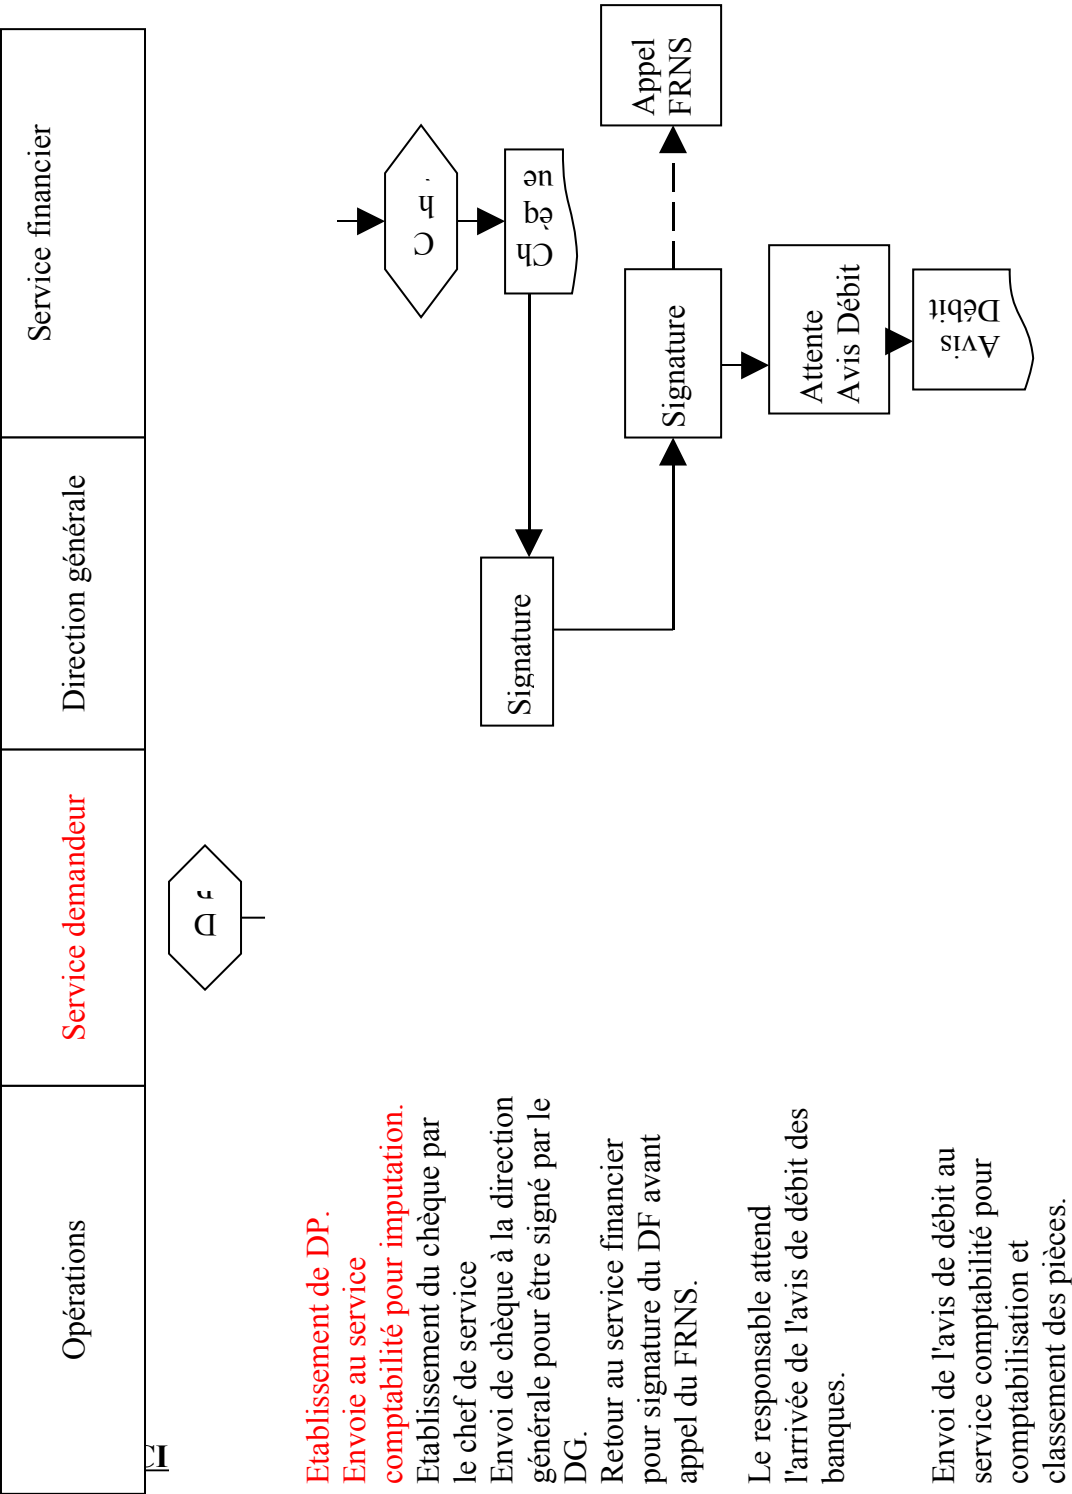 Opérations
Service demandeur
Direction générale
Service financier
CI
Etablissement de DP.
Envoie au service
comptabilité pour imputation.
Etablissement du chèque par
le chef de service
Envoi de chèque à la direction
générale pour être signé par le
DG.
Retour au service financier
pour signature du DF avant
appel du FRNS.
Le responsable attend
l'arrivée de l'avis de débit des
banques.
Envoi de l'avis de débit au
service comptabilité pour
comptabilisation et
classement des pièces.
D
C
h
Ch
èq
ue
Signature
Signature
Appel
FRNS
Attente
Avis Débit
Avis
Débit